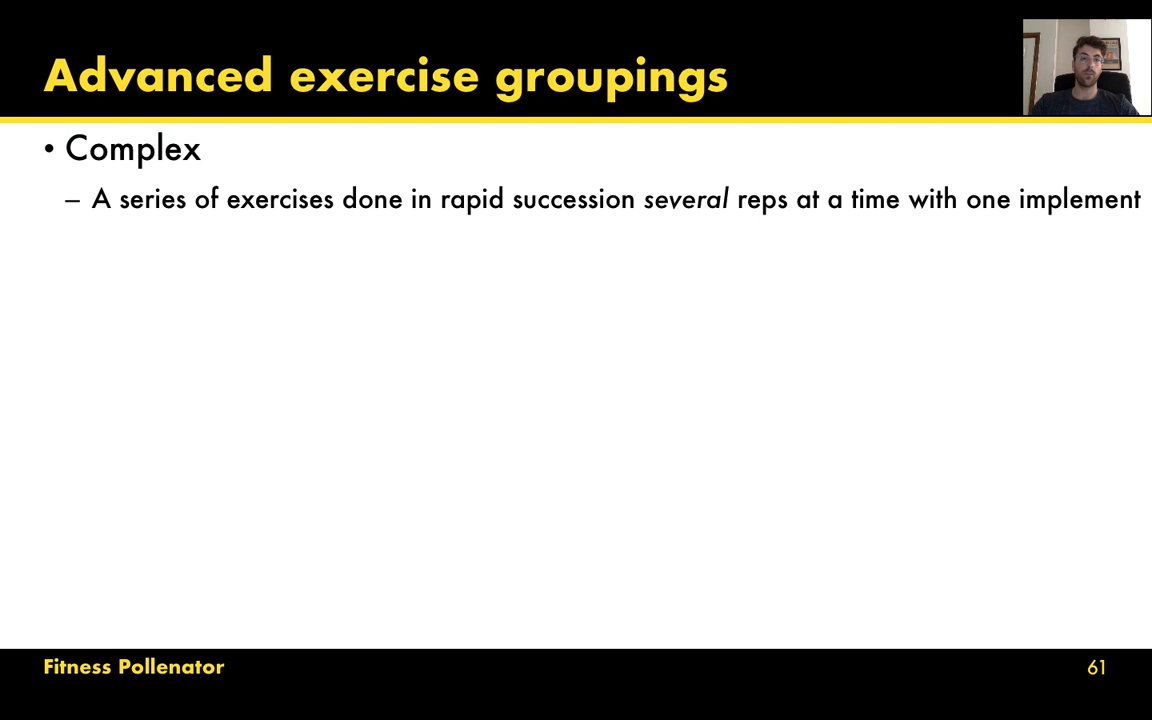 Advanced exercise groupings
• Complex
– A series of exercises done in rapid succession several reps at a time with one implement
Fitness Pollenator
61